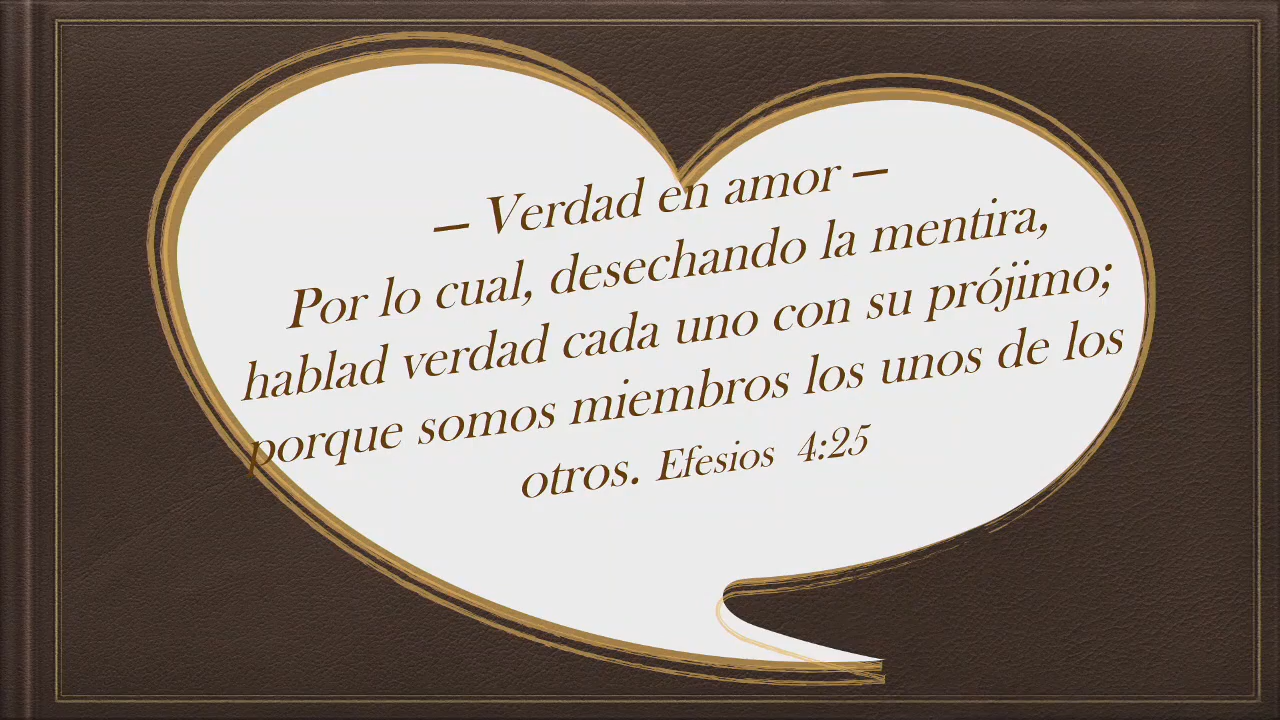 – Verdad en amor –
Por lo cual, desechando la mentira,
hablad verdad cada uno con su prójimo;
porque somos miembros los unos de los
otros. Efesios 4:25